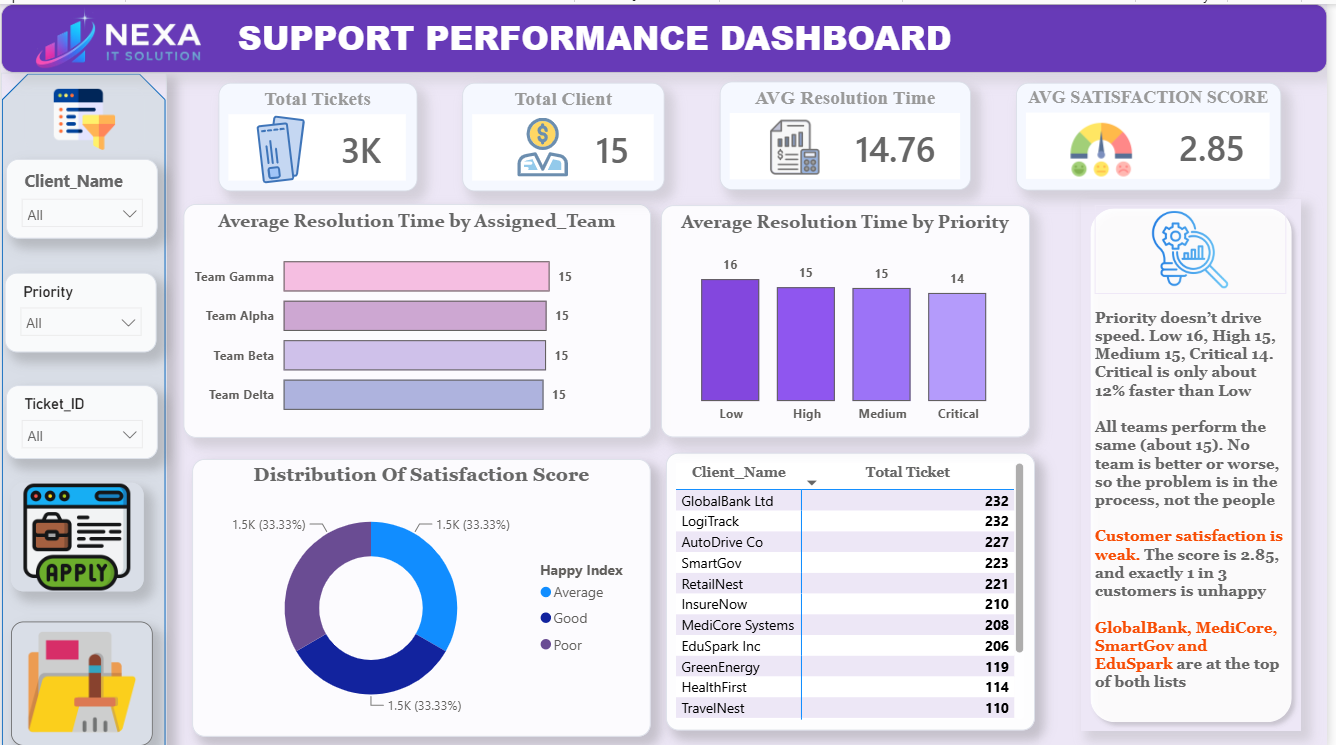 NEXA
IT SOLUTION
SUPPORT PERFORMANCE DASHBOARD
Client_Name
All
Priority
All
Ticket_ID
All
APPLY
Total Tickets
3K
Total Client
15
AVG Resolution Time
14.76
AVG SATISFACTION SCORE
2.85
Average Resolution Time by Assigned_Team
Team Gamma 15
Team Alpha 15
Team Beta 15
Team Delta 15
Average Resolution Time by Priority
16 15 15 14
Low High Medium Critical
Distribution Of Satisfaction Score
1.5K (33.33%) 1.5K (33.33%)
1.5K (33.33%)
Happy Index
Average
Good
Poor
Client_Name Total Ticket
GlobalBank Ltd 232
LogiTrack 232
AutoDrive Co 227
SmartGov 223
RetailNest 221
InsureNow 210
MediCore Systems 208
EduSpark Inc 206
GreenEnergy 119
HealthFirst 114
TravelNest 110
Priority doesn’t drive
speed. Low 16, High 15,
Medium 15, Critical 14.
Critical is only about
12% faster than Low
All teams perform the
same (about 15). No
team is better or worse,
so the problem is in the
process, not the people
Customer satisfaction is
weak. The score is 2.85,
and exactly 1 in 3
customers is unhappy
GlobalBank, MediCore,
SmartGov and
EduSpark are at the top
of both lists